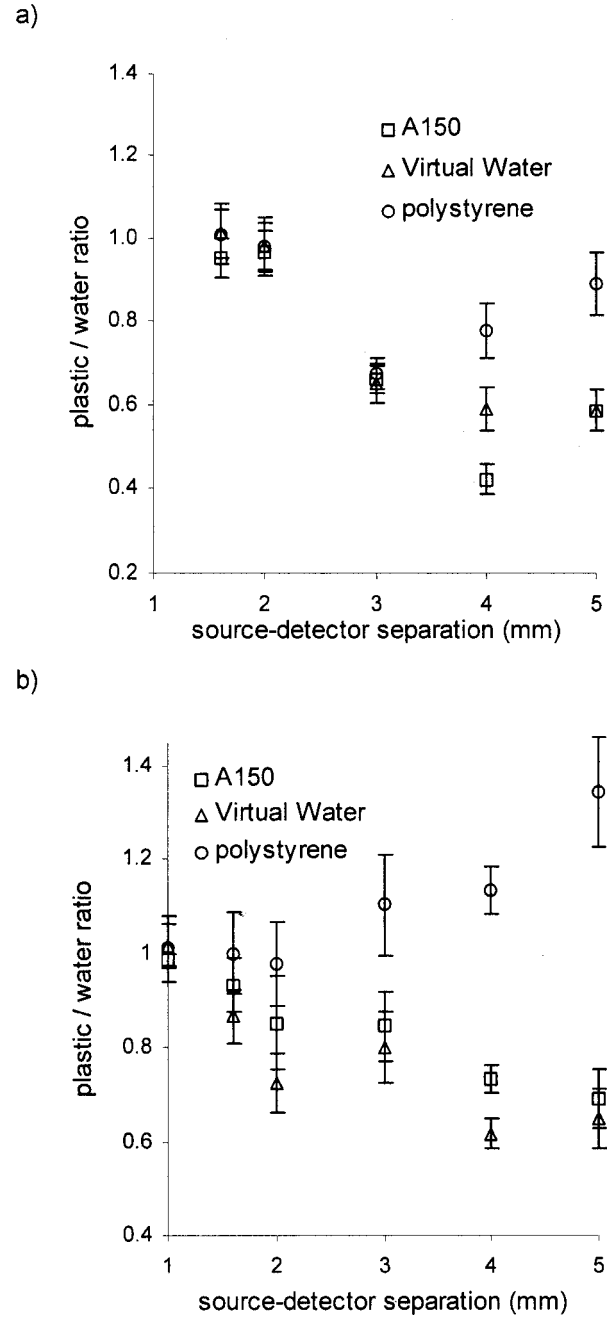 a)
1.4
1.2
1.0
0.8
0.6
0.4
0.2
plastic / water ratio
A150
Virtual Water
polystyrene
1 2 3 4 5
source-detector separation (mm)
b)
1.4
1.2
1
0.8
0.6
0.4
plastic / water ratio
A150
Virtual Water
polystyrene
1 2 3 4 5
source-detector separation (mm)